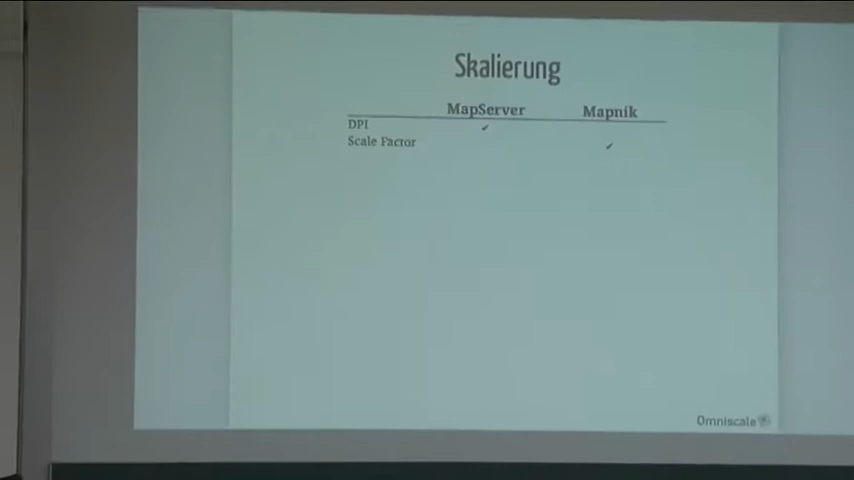 Skalierung
MapServer Mapnik
DPI ✓
Scale Factor ✓
Omniscale